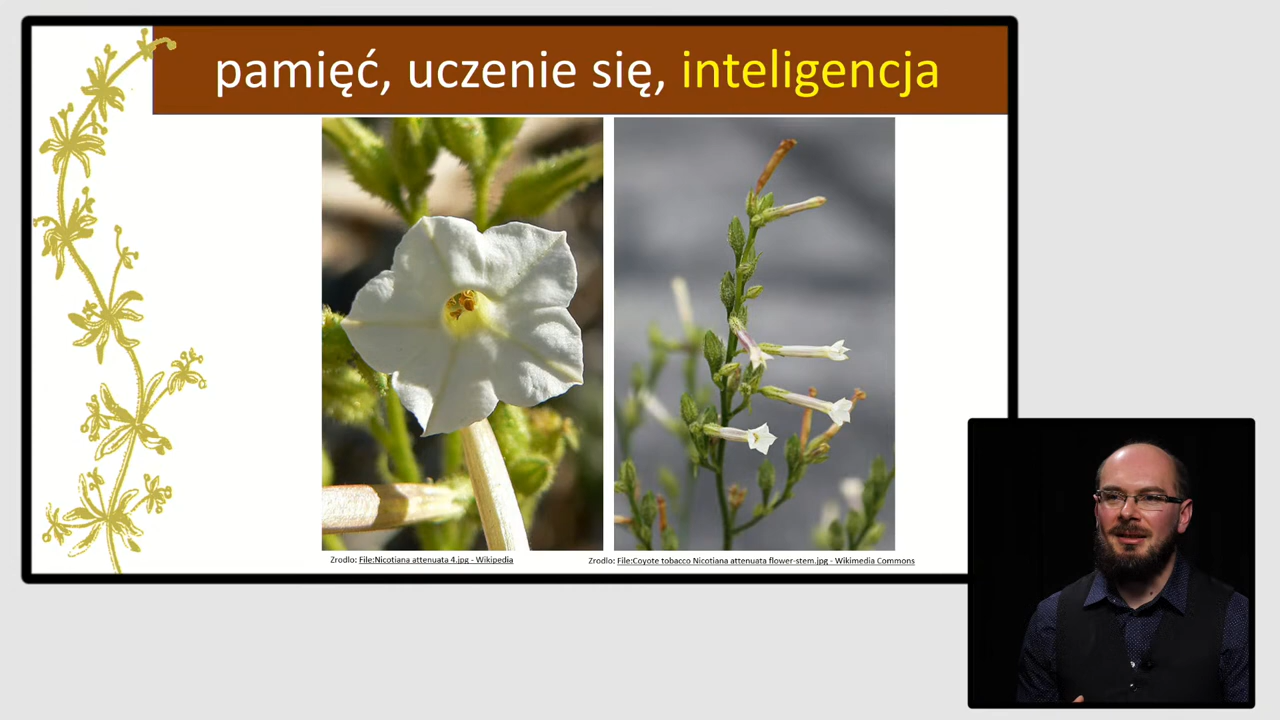 pamięć, uczenie się, inteligencja
Zrodlo: File:Nicotiana attenuata 4.jpg - Wikipedia
Zrodlo: File:Coyote tobacco Nicotiana attenuata flower-stem.jpg - Wikimedia Commons